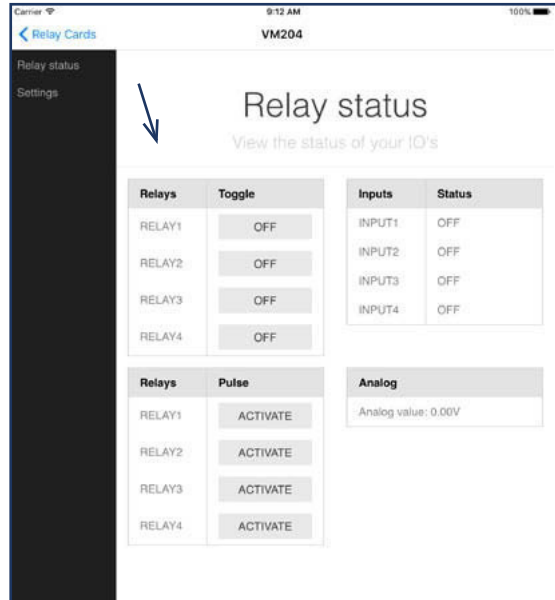 Carrier 9:12 AM 100%
Relay Cards VM204
Relay status
Settings
Relay status
View the status of your IO's
Relays Toggle
RELAY1 OFF
RELAY2 OFF
RELAY3 OFF
RELAY4 OFF
Inputs Status
INPUT1 OFF
INPUT2 OFF
INPUT3 OFF
INPUT4 OFF
Relays Pulse
RELAY1 ACTIVATE
RELAY2 ACTIVATE
RELAY3 ACTIVATE
RELAY4 ACTIVATE
Analog
Analog value: 0.00V